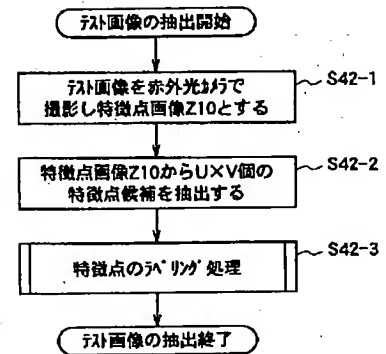 テスト画像の抽出開始
テスト画像を赤外光カメラで
撮影し特徴点画像Z10とする
S42-1
特徴点画像Z10からU×V個の
特徴点候補を抽出する
S42-2
特徴点のラベリング処理
S42-3
テスト画像の抽出終了